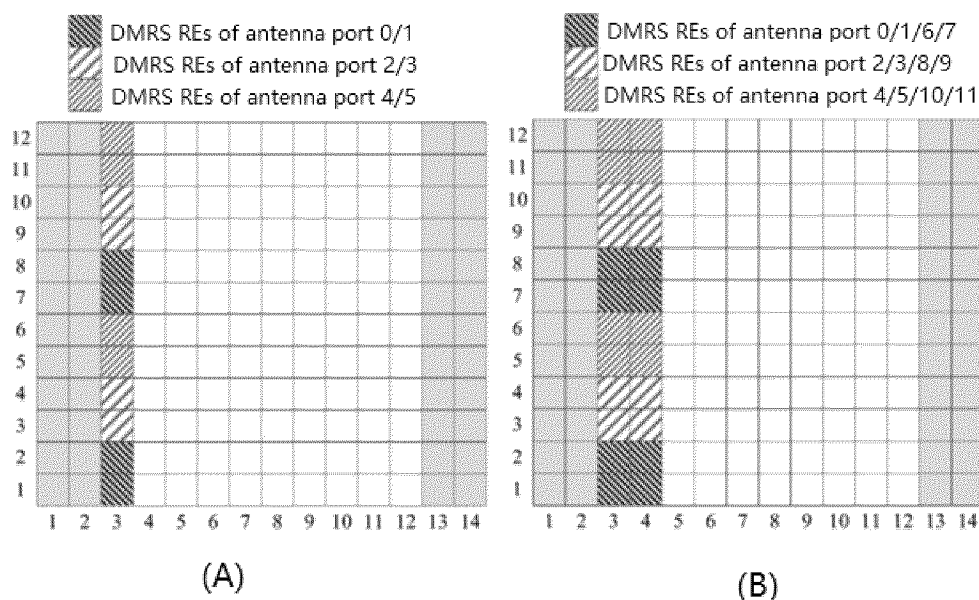 DMRS REs of antenna port 0/1
DMRS REs of antenna port 2/3
DMRS REs of antenna port 4/5
12
11
10
9
8
7
6
5
4
3
2
1
1 2 3 4 5 6 7 8 9 10 11 12 13 14
(A)
DMRS REs of antenna port 0/1/6/7
DMRS REs of antenna port 2/3/8/9
DMRS REs of antenna port 4/5/10/11
12
11
10
9
8
7
6
5
4
3
2
1
1 2 3 4 5 6 7 8 9 10 11 12 13 14
(B)